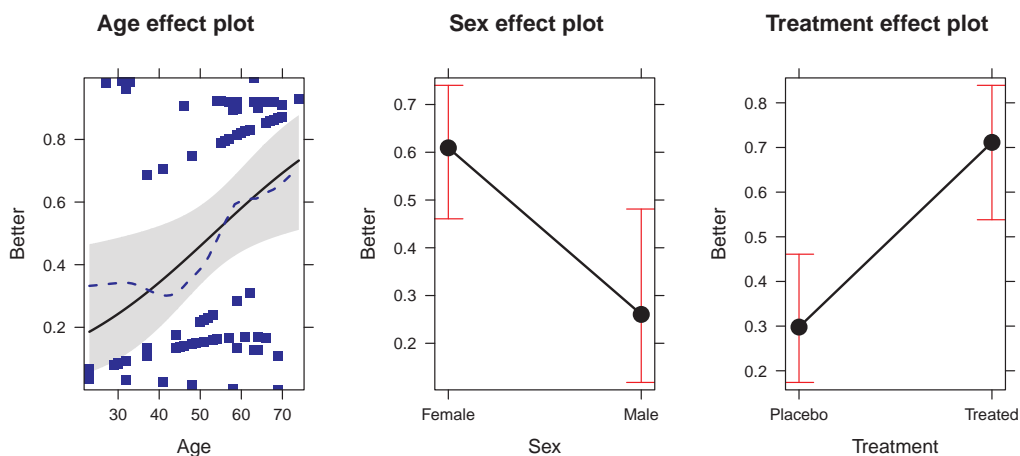 Age effect plot
Better
0.8
0.6
0.4
0.2
30 40 50 60 70
Age
Sex effect plot
Better
0.7
0.6
0.5
0.4
0.3
0.2
Female Male
Sex
Treatment effect plot
Better
0.8
0.7
0.6
0.5
0.4
0.3
0.2
Placebo Treated
Treatment